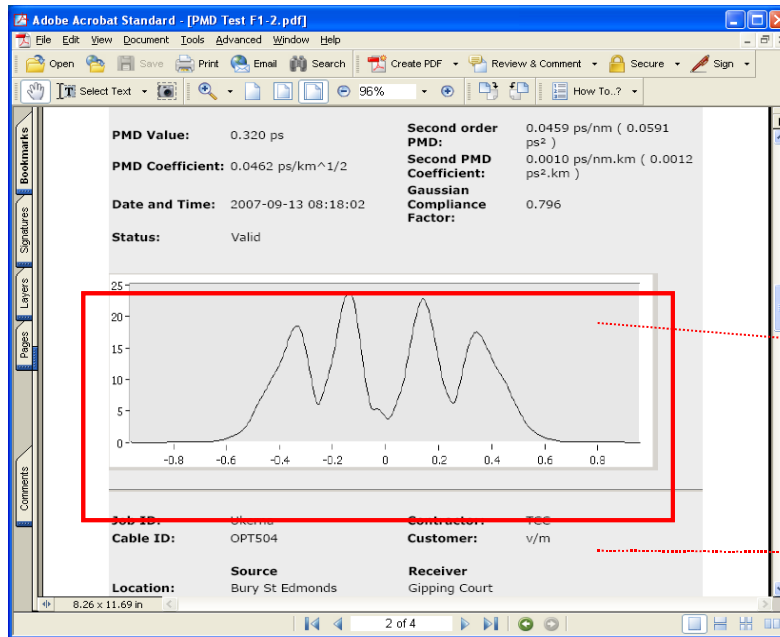 Adobe Acrobat Standard - [PMD Test F1-2.pdf]
File Edit View Document Tools Advanced Window Help
Open Save Print Email Search Create PDF Review & Comment Secure Sign
Select Text 96% How To..?
Bookmarks
Signatures
Layers
Pages
Comments
PMD Value: 0.320 ps Second order PMD: 0.0459 ps/nm ( 0.0591 ps² )
PMD Coefficient: 0.0462 ps/km^1/2 Second PMD Coefficient: 0.0010 ps/nm.km ( 0.0012 ps².km )
Date and Time: 2007-09-13 08:18:02 Gaussian Compliance Factor: 0.796
Status: Valid
25
20
15
10
5
0
-0.8 -0.6 -0.4 -0.2 0 0.2 0.4 0.6 0.8
Job ID: Ukerna Contractor: TCC
Cable ID: OPT504 Customer: v/m
Source Receiver
Location: Bury St Edmonds Gipping Court
8.26 x 11.69 in
2 of 4